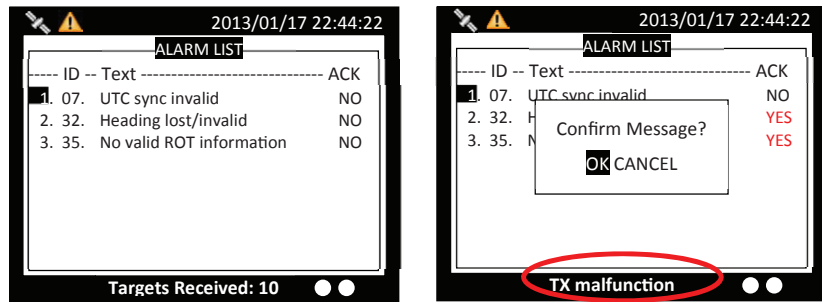 2013/01/17 22:44:22
ALARM LIST
----- ID -- Text ---------------------------- ACK
1. 07. UTC sync invalid NO
2. 32. Heading lost/invalid NO
3. 35. No valid ROT information NO
Targets Received: 10
2013/01/17 22:44:22
ALARM LIST
----- ID -- Text ---------------------------- ACK
1. 07. UTC sync invalid NO
2. 32. H YES
3. 35. N YES
Confirm Message?
OK CANCEL
TX malfunction